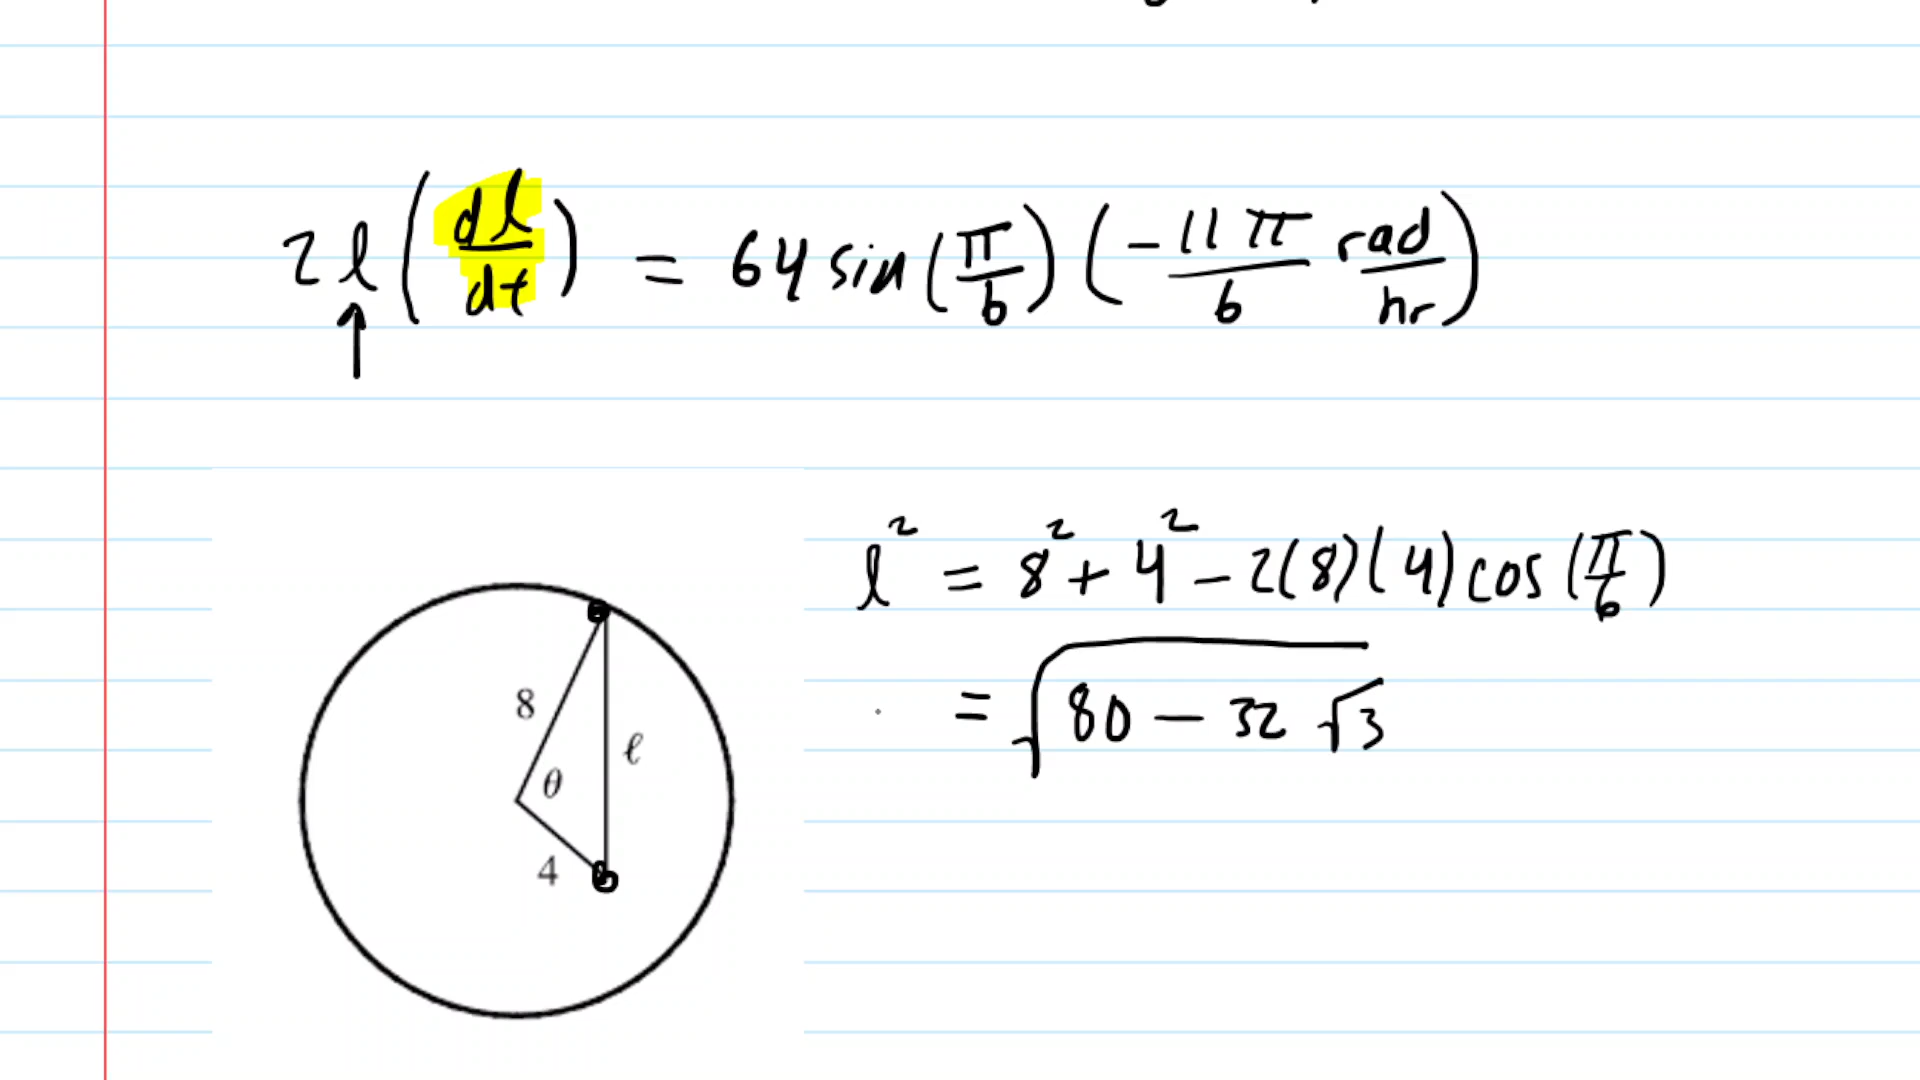 2ℓ (dℓ/dt) = 64 sin(π/6) (-11π/6 rad/hr)
ℓ² = 8² + 4² - 2(8)(4) cos(π/6)
= √(80 - 32√3)
8
ℓ
θ
4